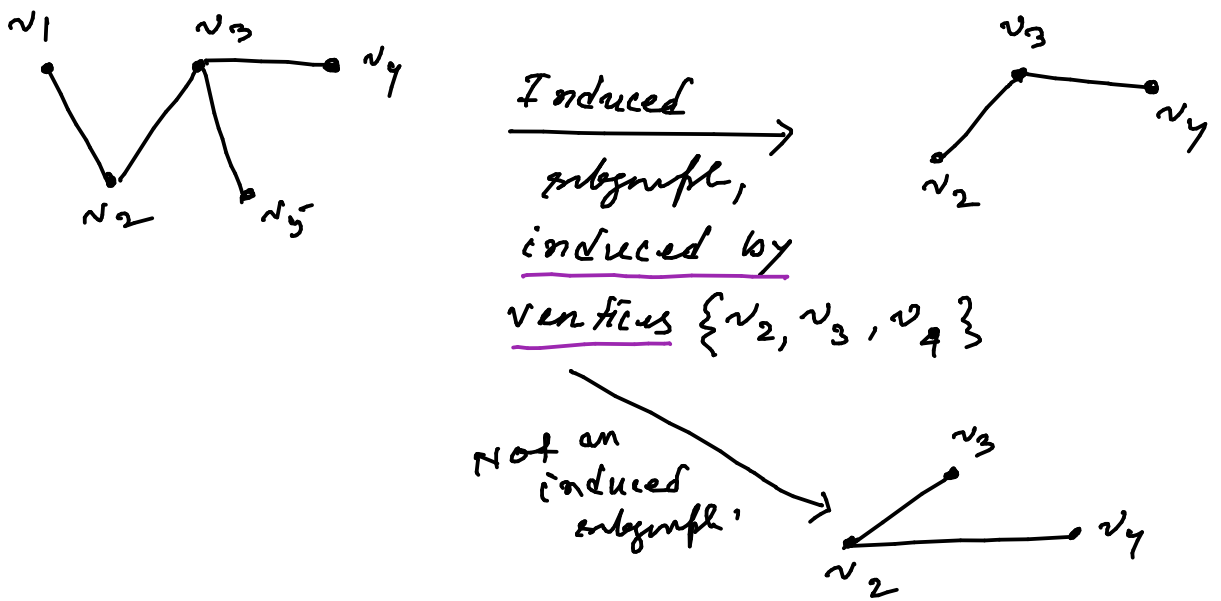 v1
v3
v4
v2
v5
Induced
subgraph,
induced by
vertices {v2, v3, v4}
v3
v4
v2
Not an
induced
subgraph.
v3
v4
v2